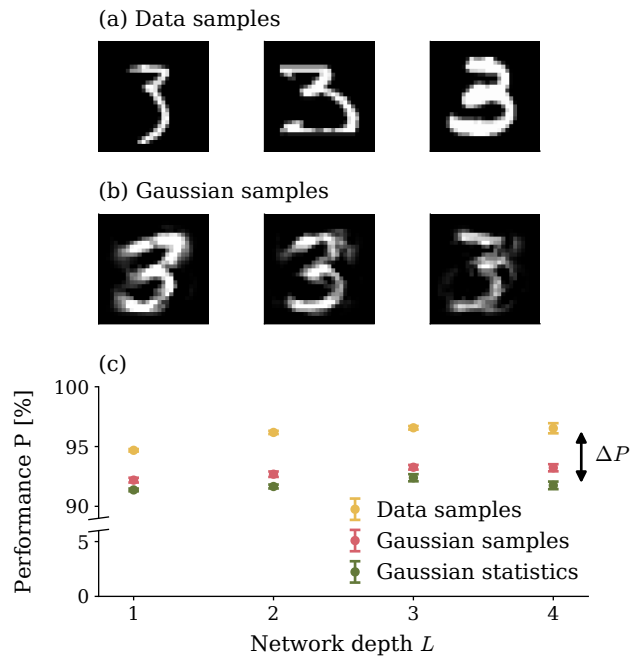 (a) Data samples
(b) Gaussian samples
(c)
Performance P [%]
100
95
90
5
0
ΔP
Data samples
Gaussian samples
Gaussian statistics
1 2 3 4
Network depth L